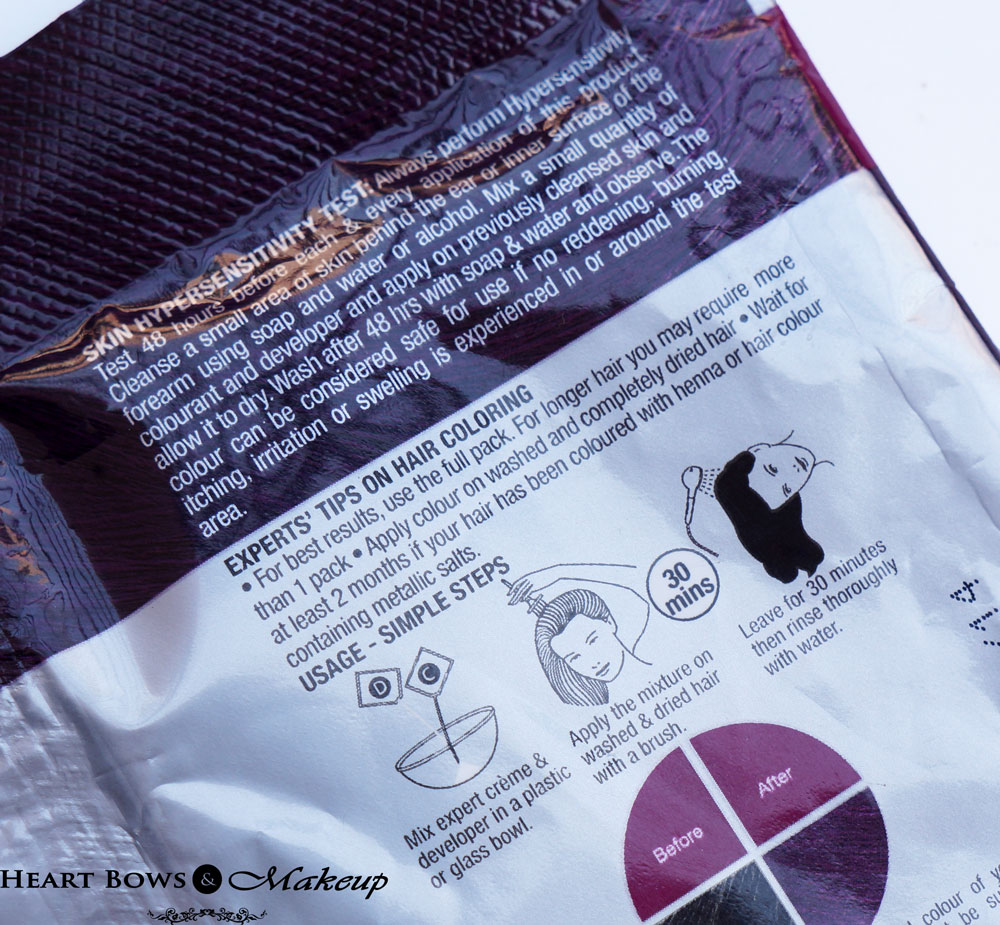 SKIN HYPERSENSITIVITY TEST: Always perform Hypersensitivity
Test, 48 hours before each & every application of this product.
Cleanse a small area of skin behind the ear or inner surface of the
forearm using soap and water or alcohol. Mix a small quantity of
colourant and developer and apply on previously cleansed skin and
allow it to dry. Wash after 48 hrs with soap & water and observe. The
colour can be considered safe for use if no reddening, burning,
itching, irritation or swelling is experienced in or around the test
area.
EXPERTS' TIPS ON HAIR COLORING
• For best results, use the full pack. For longer hair you may require more
than 1 pack • Apply colour on washed and completely dried hair • Wait for
at least 2 months if your hair has been coloured with henna or hair colour
containing metallic salts.
USAGE - SIMPLE STEPS
D C
Mix expert crème &
developer in a plastic
or glass bowl.
Apply the mixture on
washed & dried hair
with a brush.
30
mins
Leave for 30 minutes
then rinse thoroughly
with water.
Before
After
colour of
be
HEART BOWS & Makeup